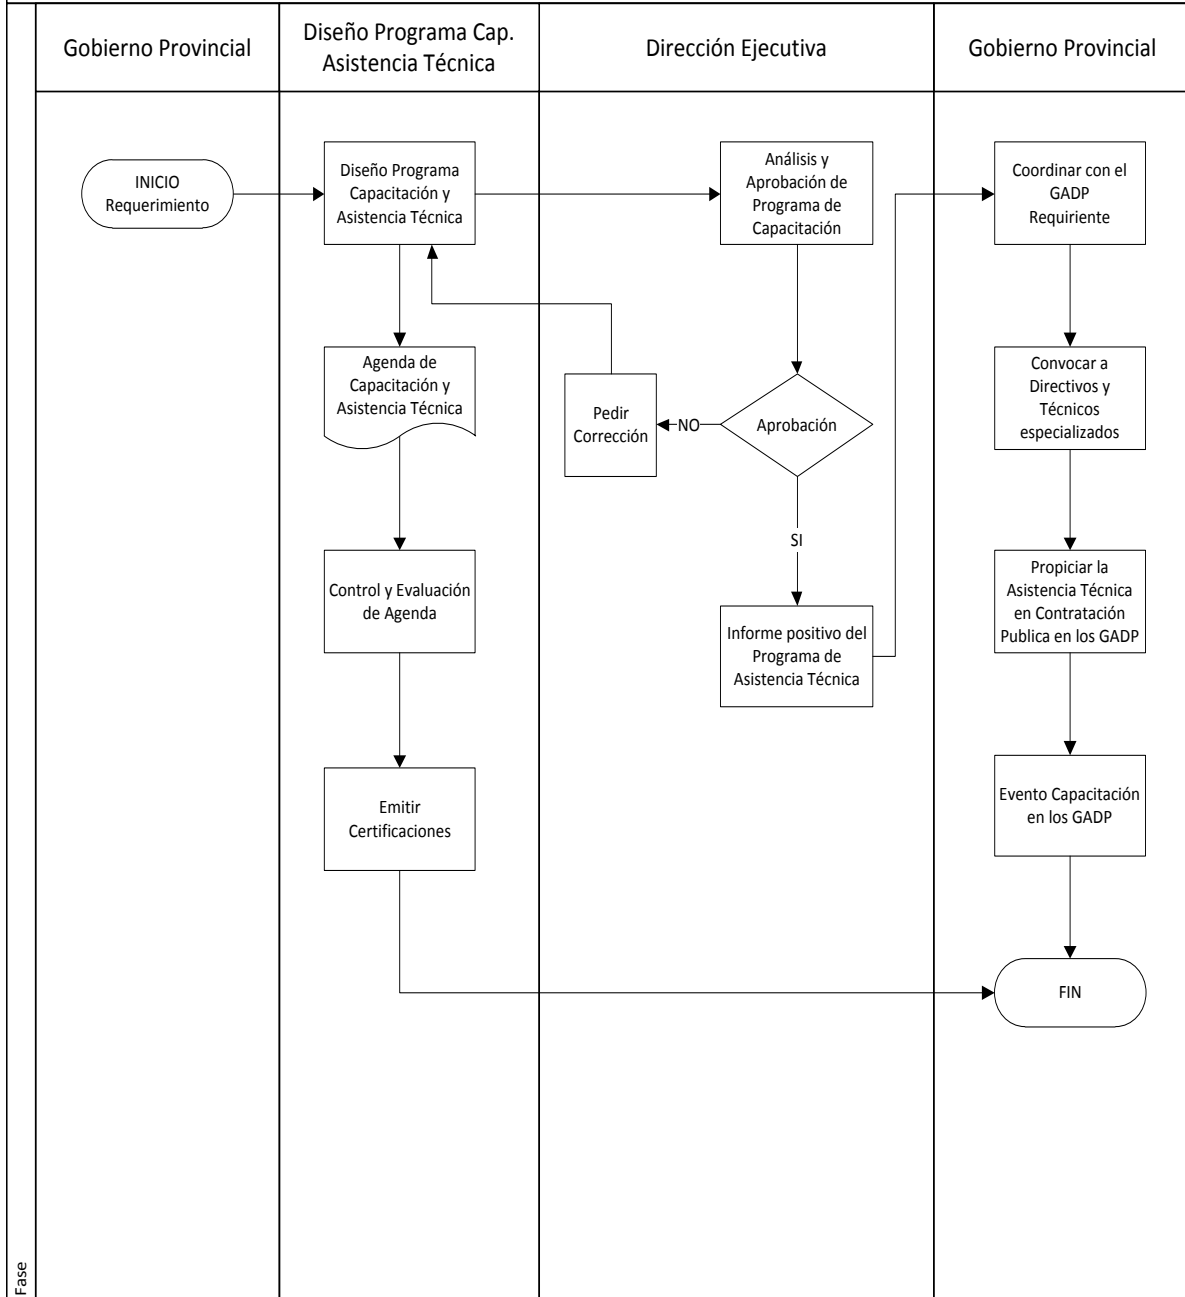 Gobierno Provincial
Diseño Programa Cap.
Asistencia Técnica
Dirección Ejecutiva
Gobierno Provincial
INICIO
Requerimiento
Diseño Programa
Capacitación y
Asistencia Técnica
Análisis y
Aprobación de
Programa de
Capacitación
Coordinar con el
GADP
Requiriente
Agenda de
Capacitación y
Asistencia Técnica
Pedir
Corrección
NO
Aprobación
Convocar a
Directivos y
Técnicos
especializados
SI
Control y Evaluación
de Agenda
Informe positivo del
Programa de
Asistencia Técnica
Propiciar la
Asistencia Técnica
en Contratación
Publica en los GADP
Emitir
Certificaciones
Evento Capacitación
en los GADP
FIN
Fase